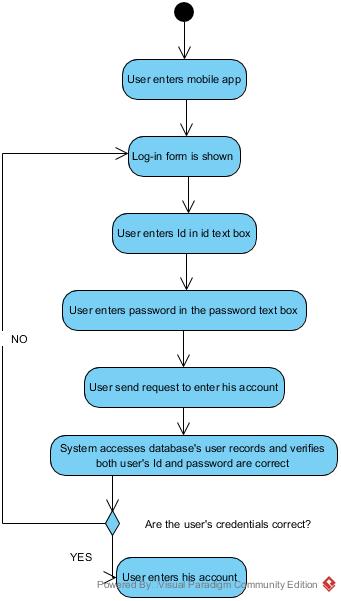 User enters mobile app
Log-in form is shown
User enters Id in id text box
User enters password in the password text box
NO
User send request to enter his account
System accesses database's user records and verifies
both user's Id and password are correct
Are the user's credentials correct?
YES
User enters his account
Powered By Visual Paradigm Community Edition